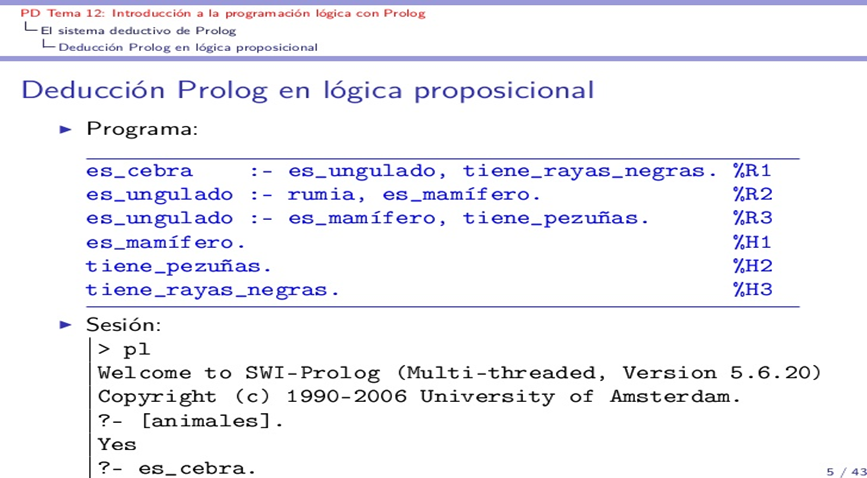 PD Tema 12: Introducción a la programación lógica con Prolog
El sistema deductivo de Prolog
Deducción Prolog en lógica proposicional
Deducción Prolog en lógica proposicional
► Programa:
es_cebra :- es_ungulado, tiene_rayas_negras. %R1
es_ungulado :- rumia, es_mamífero. %R2
es_ungulado :- es_mamífero, tiene_pezuñas. %R3
es_mamífero. %H1
tiene_pezuñas. %H2
tiene_rayas_negras. %H3
► Sesión:
> pl
Welcome to SWI-Prolog (Multi-threaded, Version 5.6.20)
Copyright (c) 1990-2006 University of Amsterdam.
?- [animales].
Yes
?- es_cebra.
5 / 43